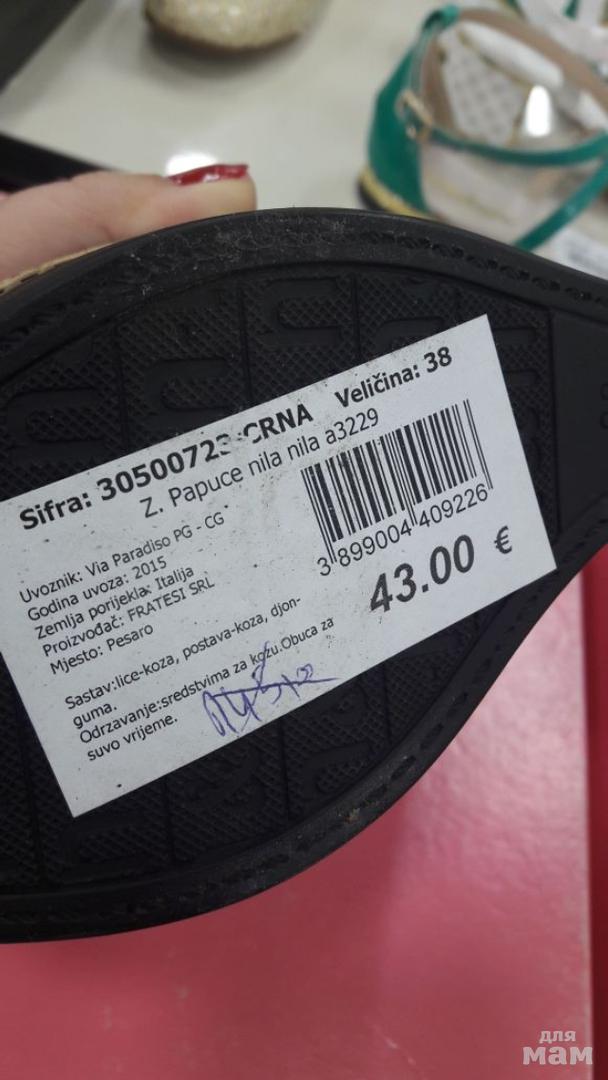 Sifra: 30500723 CRNA Veličina: 38
Z. Papuce nila nila a3229
Uvoznik: Via Paradiso PG - CG
Godina uvoza: 2015
Zemlja porijekla: Italija
Proizvođač: FRATESI SRL
Mjesto: Pesaro
3 899004 409226
43.00 €
Sastav:lice-koza, postava-koza, djon-
guma.
Odrzavanje:sredstvima za kozu.Obuca za
suvo vrijeme.
для
мам